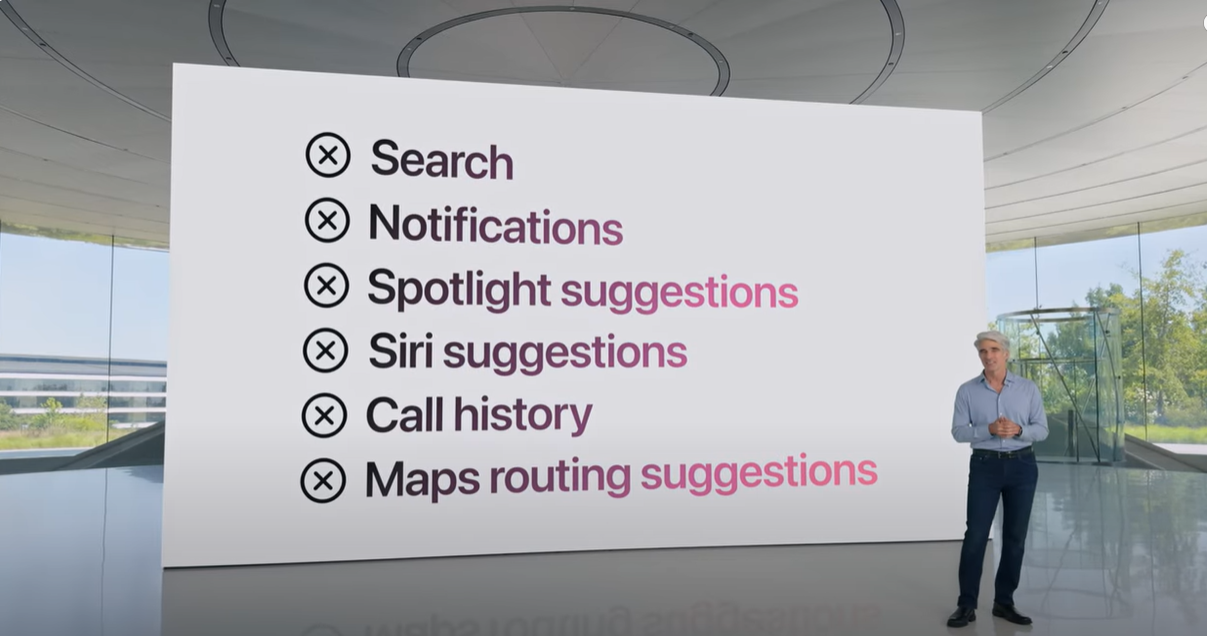 Search
Notifications
Spotlight suggestions
Siri suggestions
Call history
Maps routing suggestions